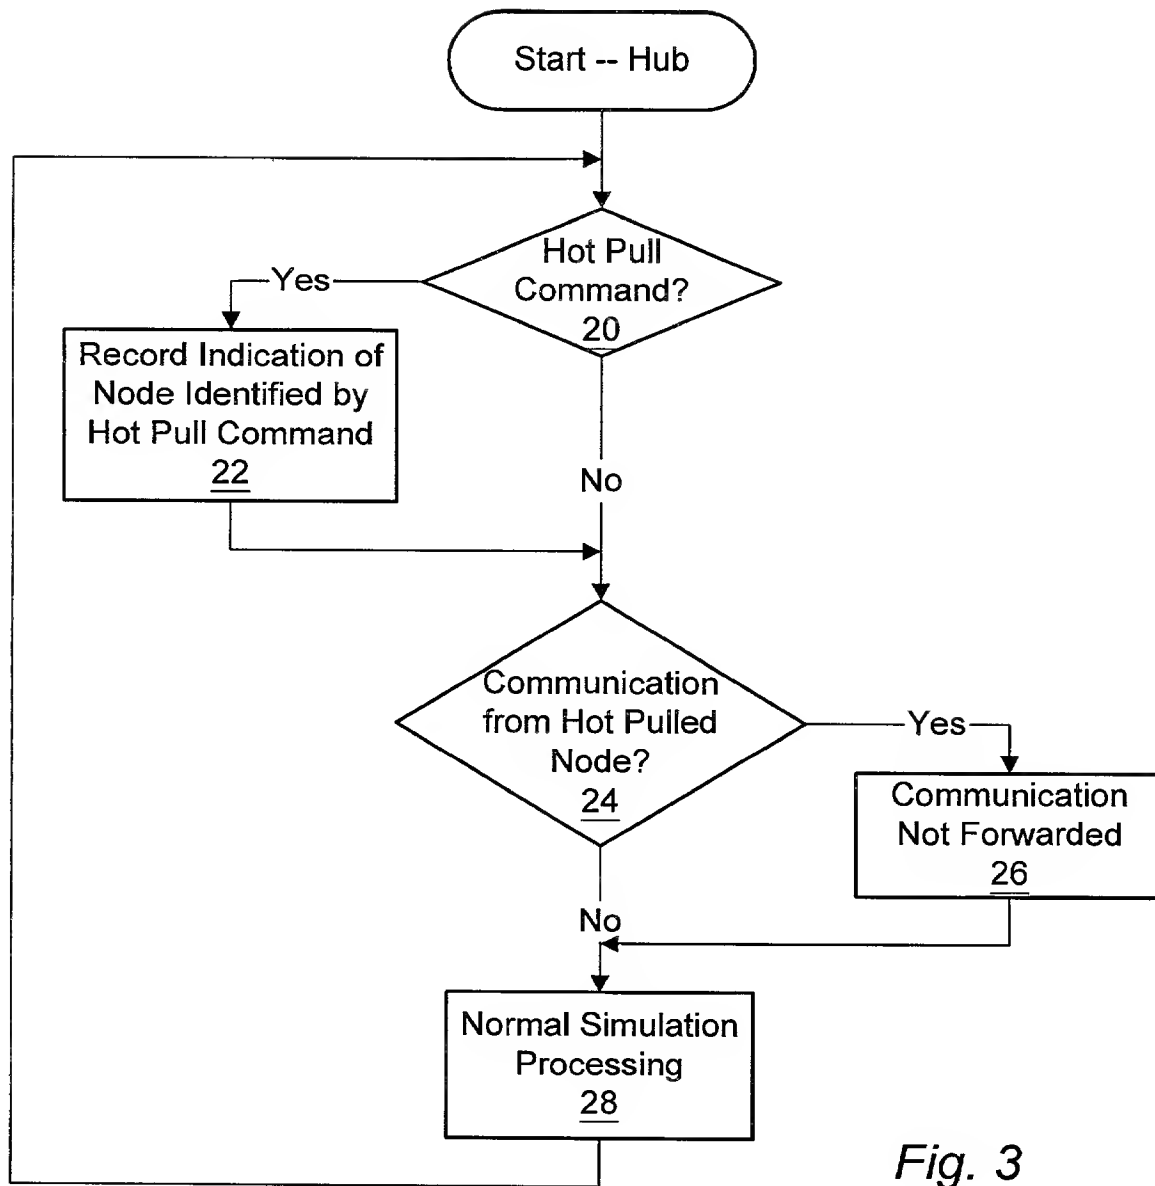 Start -- Hub
Hot Pull
Command?
20
Yes
Record Indication of
Node Identified by
Hot Pull Command
22
No
Communication
from Hot Pulled
Node?
24
Yes
Communication
Not Forwarded
26
No
Normal Simulation
Processing
28
Fig. 3